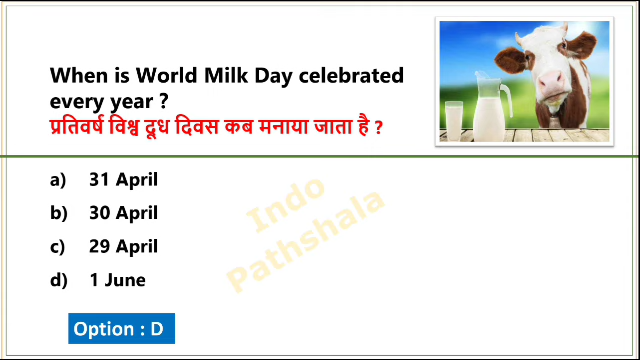 When is World Milk Day celebrated
every year ?
प्रतिवर्ष विश्व दूध दिवस कब मनाया जाता है ?
a) 31 April
b) 30 April
c) 29 April
d) 1 June
Indo
Pathshala
Option : D